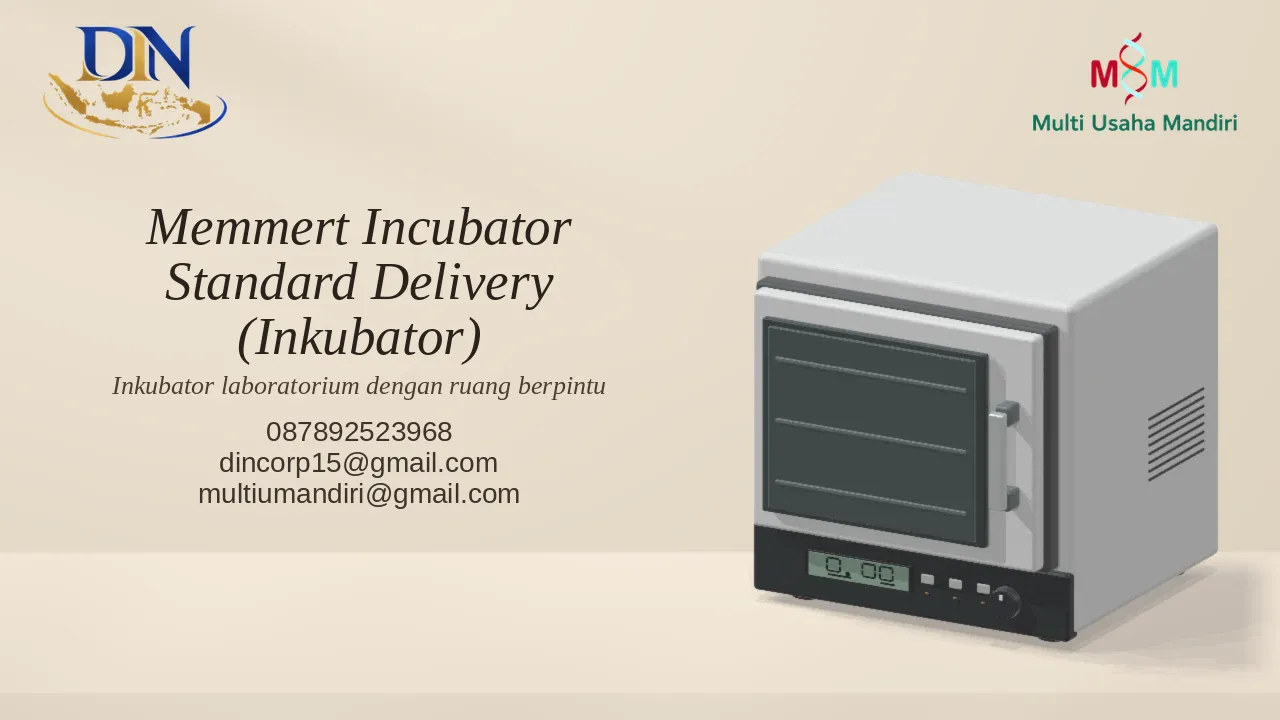 DIN
MSM
Multi Usaha Mandiri
Memmert Incubator
Standard Delivery
(Inkubator)
Inkubator laboratorium dengan ruang berpintu
087892523968
dincorp15@gmail.com
multiumandiri@gmail.com
0.00